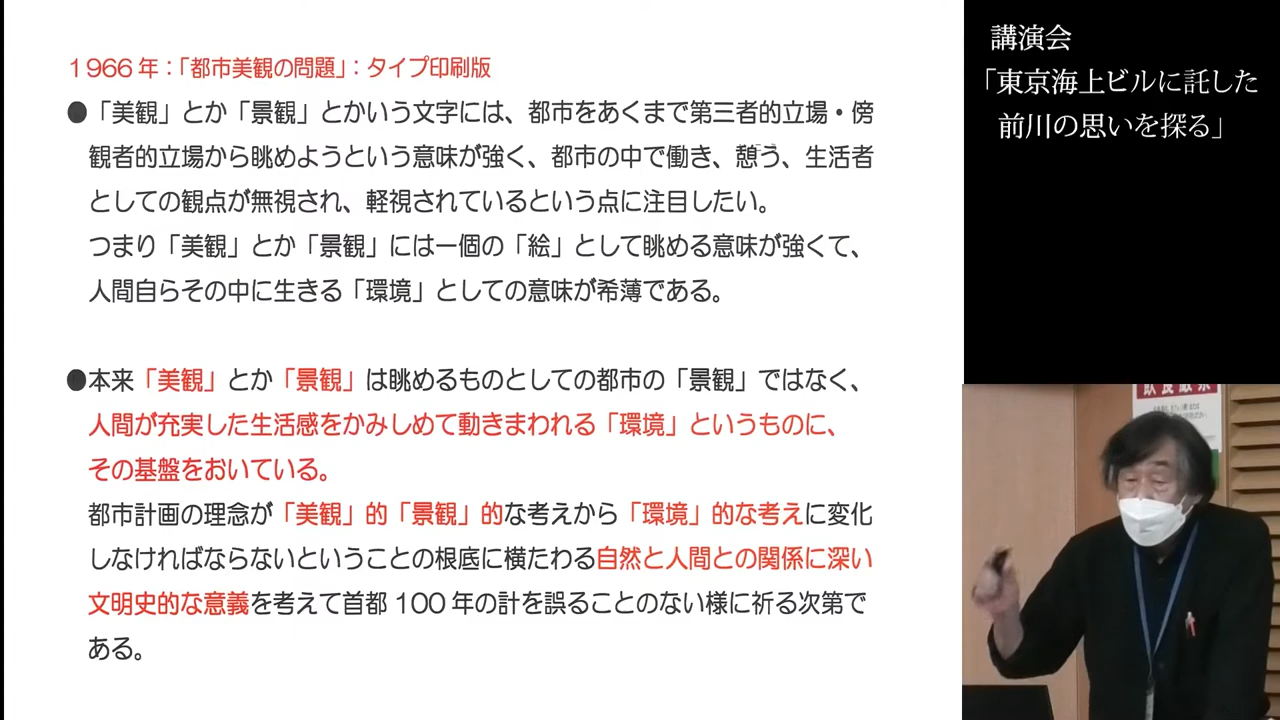 1966年：「都市美観の問題」：タイプ印刷版
●「美観」とか「景観」とかいう文字には、都市をあくまで第三者的立場・傍
観者的立場から眺めようという意味が強く、都市の中で働き、憩う、生活者
としての観点が無視され、軽視されているという点に注目したい。
つまり「美観」とか「景観」には一個の「絵」として眺める意味が強くて、
人間自らその中に生きる「環境」としての意味が希薄である。
●本来「美観」とか「景観」は眺めるものとしての都市の「景観」ではなく、
人間が充実した生活感をかみしめて動きまわれる「環境」というものに、
その基盤をおいている。
都市計画の理念が「美観」的「景観」的な考えから「環境」的な考えに変化
しなければならないということの根底に横たわる自然と人間との関係に深い
文明史的な意義を考えて首都100年の計を誤ることのない様に祈る次第で
ある。
講演会
「東京海上ビルに託した
前川の思いを探る」